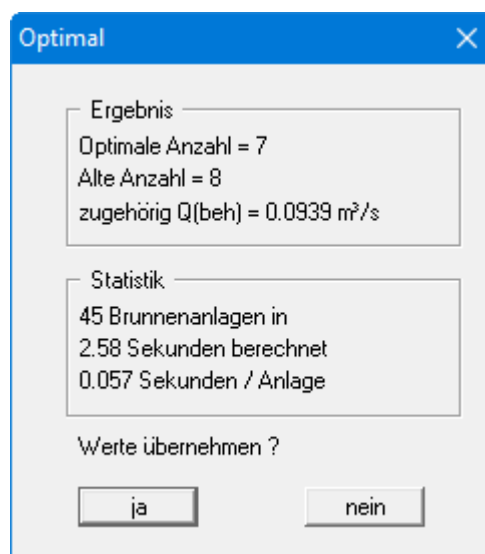 Optimal
Ergebnis
Optimale Anzahl = 7
Alte Anzahl = 8
zugehörig Q(beh) = 0.0939 m³/s
Statistik
45 Brunnenanlagen in
2.58 Sekunden berechnet
0.057 Sekunden / Anlage
Werte übernehmen ?
ja
nein